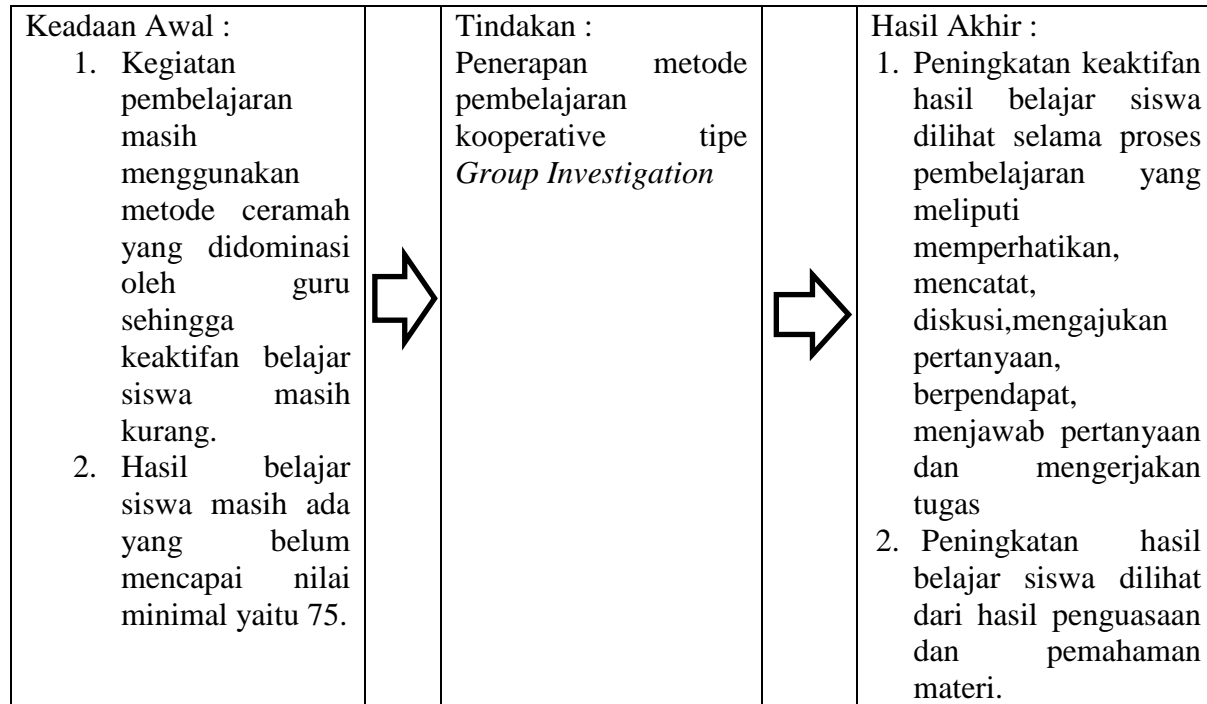 Keadaan Awal :
1. Kegiatan
pembelajaran
masih
menggunakan
metode ceramah
yang didominasi
oleh guru
sehingga
keaktifan belajar
siswa masih
kurang.
2. Hasil belajar
siswa masih ada
yang belum
mencapai nilai
minimal yaitu 75.
Tindakan :
Penerapan metode
pembelajaran
kooperative tipe
Group Investigation
Hasil Akhir :
1. Peningkatan keaktifan
hasil belajar siswa
dilihat selama proses
pembelajaran yang
meliputi
memperhatikan,
mencatat,
diskusi,mengajukan
pertanyaan,
berpendapat,
menjawab pertanyaan
dan mengerjakan
tugas
2. Peningkatan hasil
belajar siswa dilihat
dari hasil penguasaan
dan pemahaman
materi.